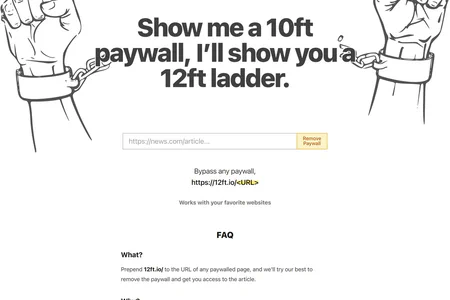 Show me a 10ft
paywall, I'll show you a
12ft ladder.
https://news.com/article...
Remove
Paywall
Bypass any paywall,
https://12ft.io/<URL>
Works with your favorite websites
FAQ
What?
Prepend 12ft.io/ to the URL of any paywalled page, and we'll try our best to
remove the paywall and get you access to the article.